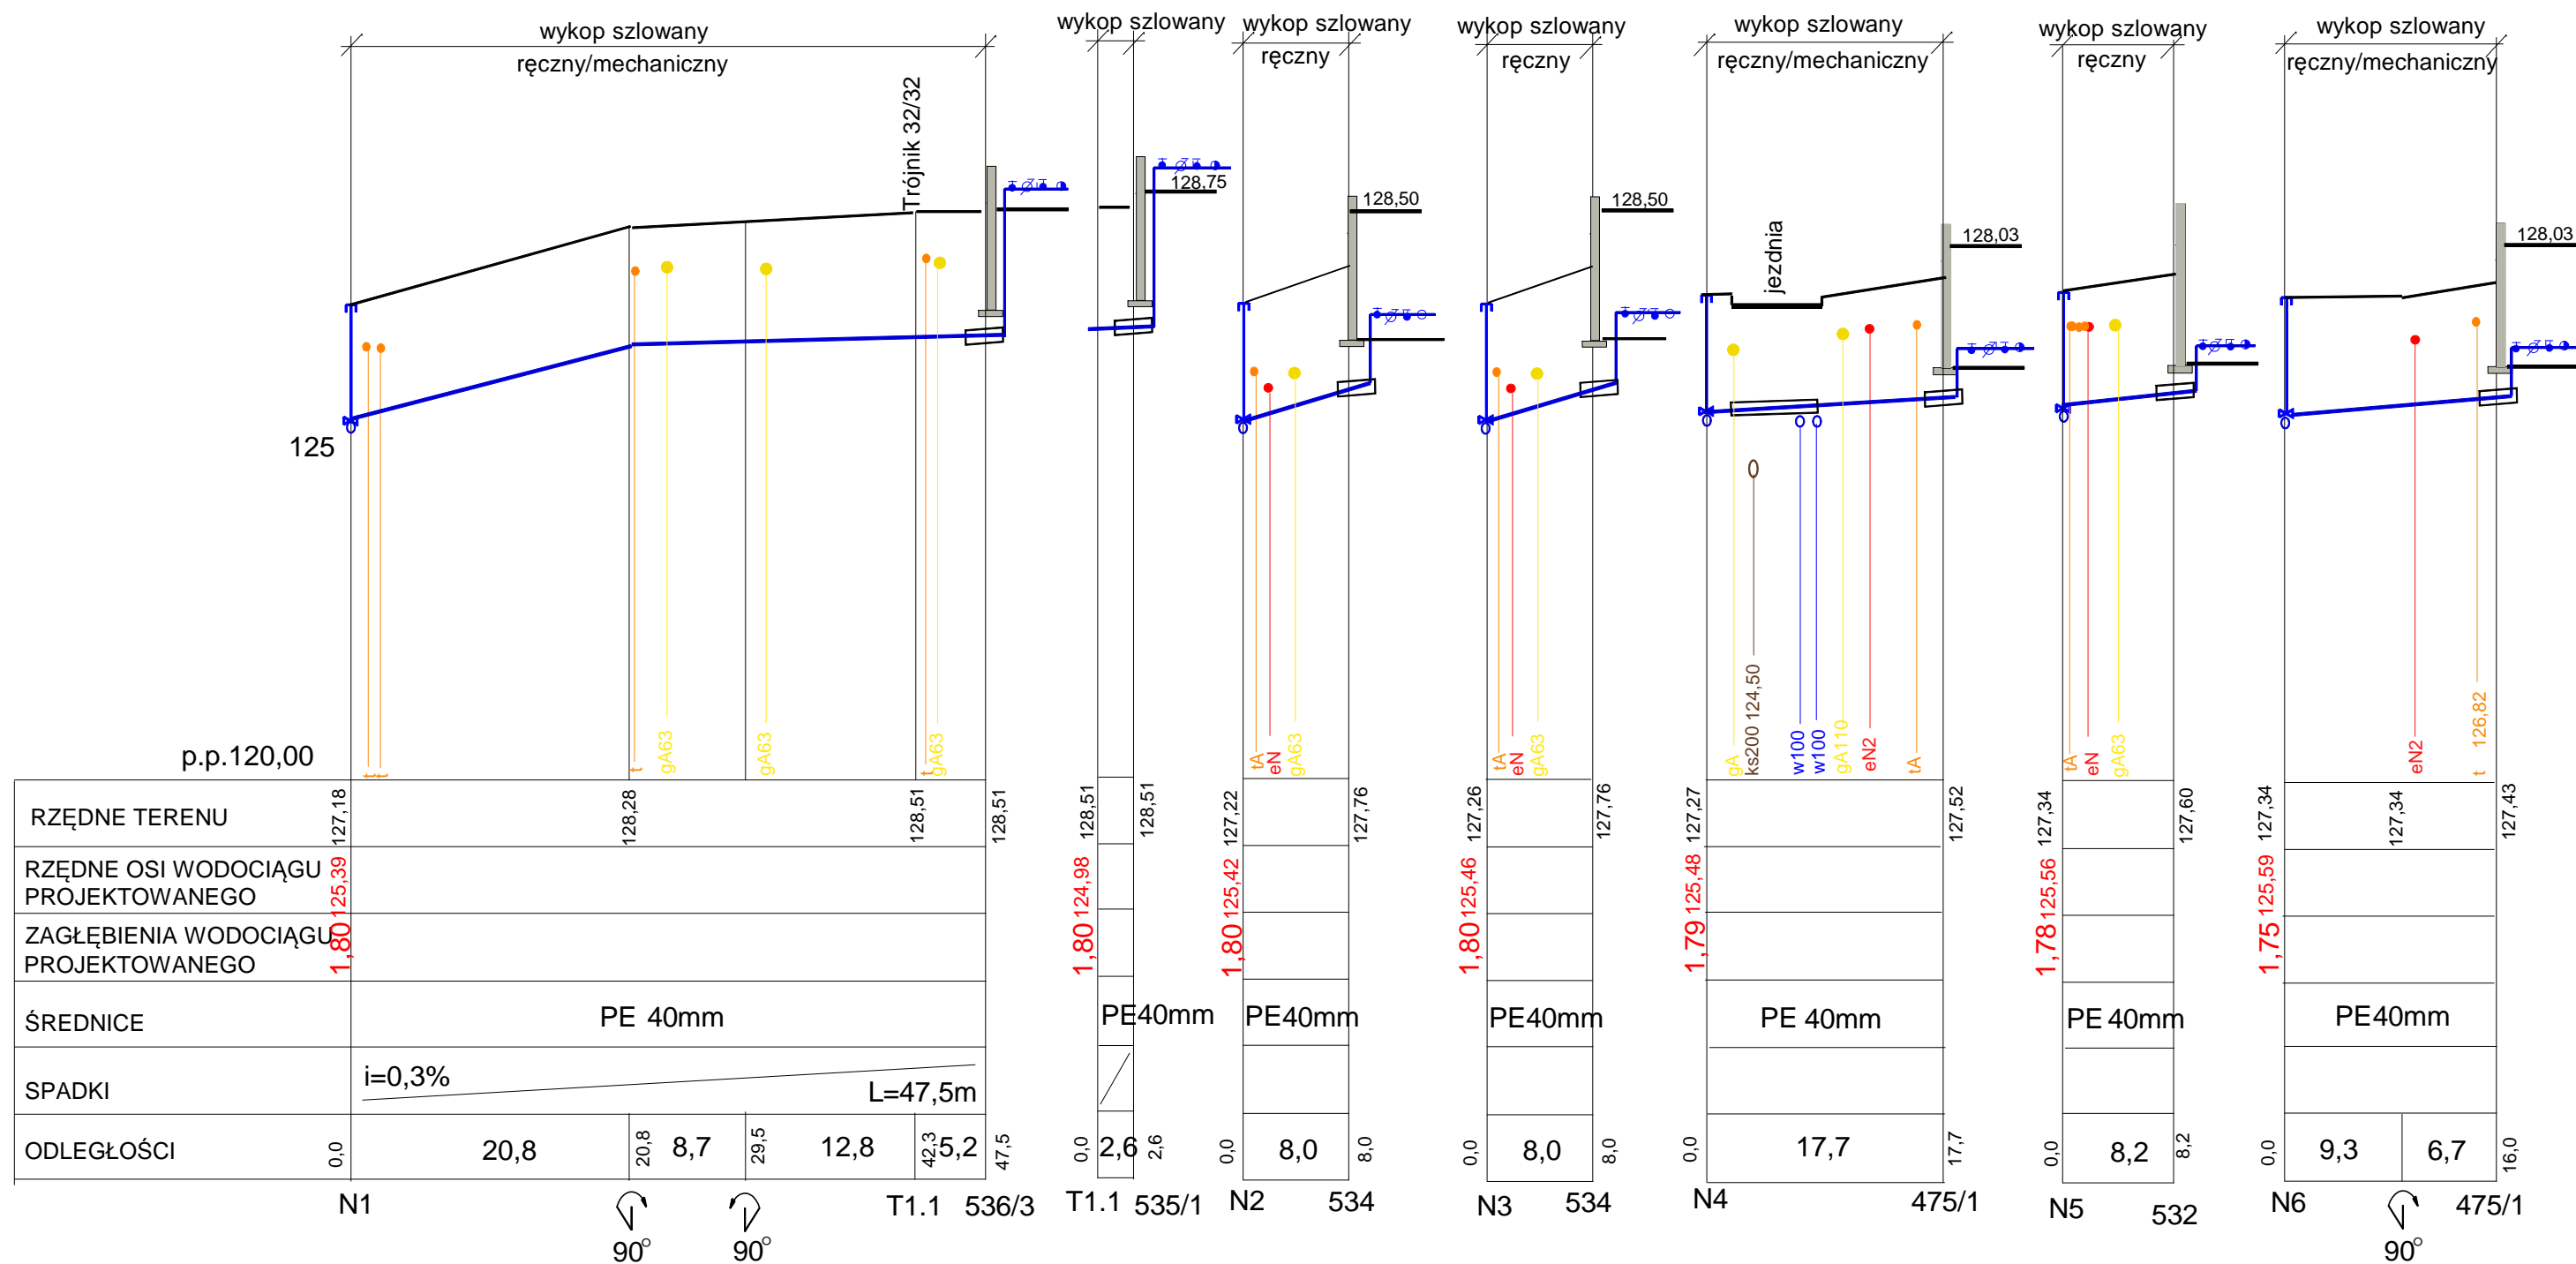 wykop szlowany
ręczny/mechaniczny
wykop szlowany
wykop szlowany
ręczny
wykop szlowany
ręczny
wykop szlowany
ręczny/mechaniczny
wykop szlowany
ręczny
wykop szlowany
ręczny/mechaniczny
Trójnik 32/32
128,75
128,50
128,50
jezdnia
128,03
128,03
125
p.p.120,00
t
t
t
gA63
gA63
t
gA63
tA
eN
gA63
tA
eN
gA63
gA
ks200 124,50
w100
w100
gA110
eN2
tA
tA
eN
gA63
eN2
t 126,82
RZĘDNE TERENU
127,18
128,28
128,51
128,51
128,51
128,51
127,22
127,76
127,26
127,76
127,27
127,52
127,34
127,60
127,34
127,34
127,43
RZĘDNE OSI WODOCIĄGU
PROJEKTOWANEGO
125,39
124,98
125,42
125,46
125,48
125,56
125,59
ZAGŁĘBIENIA WODOCIĄGU
PROJEKTOWANEGO
1,80
1,80
1,80
1,80
1,79
1,78
1,75
ŚREDNICE
PE 40mm
PE40mm
PE40mm
PE40mm
PE 40mm
PE 40mm
PE40mm
SPADKI
i=0,3%
L=47,5m
ODLEGŁOŚCI
0,0
20,8
20,8
8,7
29,5
12,8
42,3
5,2
47,5
0,0
2,6
2,6
0,0
8,0
8,0
0,0
8,0
8,0
0,0
17,7
17,7
0,0
8,2
8,2
0,0
9,3
6,7
16,0
N1
T1.1
536/3
T1.1
535/1
N2
534
N3
534
N4
475/1
N5
532
N6
475/1
90°
90°
90°